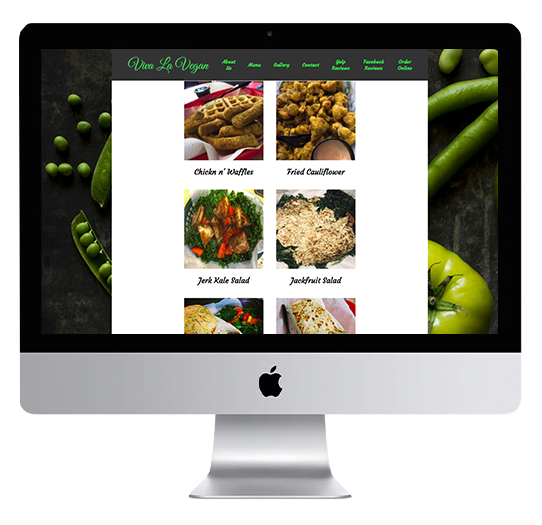 Viva La Vegan
About Us
Menu
Gallery
Contact
Yelp Reviews
Facebook Reviews
Order Online
Chickn n' Waffles
Fried Cauliflower
Jerk Kale Salad
Jackfruit Salad